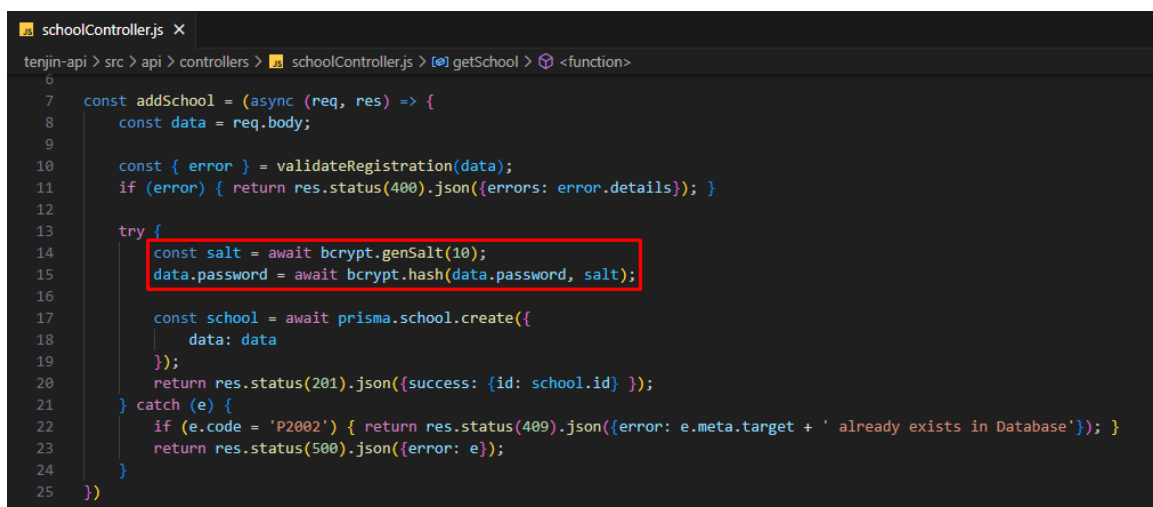 JS schoolController.js ×
tenjin-api > src > api > controllers > JS schoolController.js > getSchool > <function>
6
7 const addSchool = (async (req, res) => {
8 const data = req.body;
9
10 const { error } = validateRegistration(data);
11 if (error) { return res.status(400).json({errors: error.details}); }
12
13 try {
14 const salt = await bcrypt.genSalt(10);
15 data.password = await bcrypt.hash(data.password, salt);
16
17 const school = await prisma.school.create({
18 data: data
19 });
20 return res.status(201).json({success: {id: school.id} });
21 } catch (e) {
22 if (e.code = 'P2002') { return res.status(409).json({error: e.meta.target + ' already exists in Database'}); }
23 return res.status(500).json({error: e});
24 }
25 })